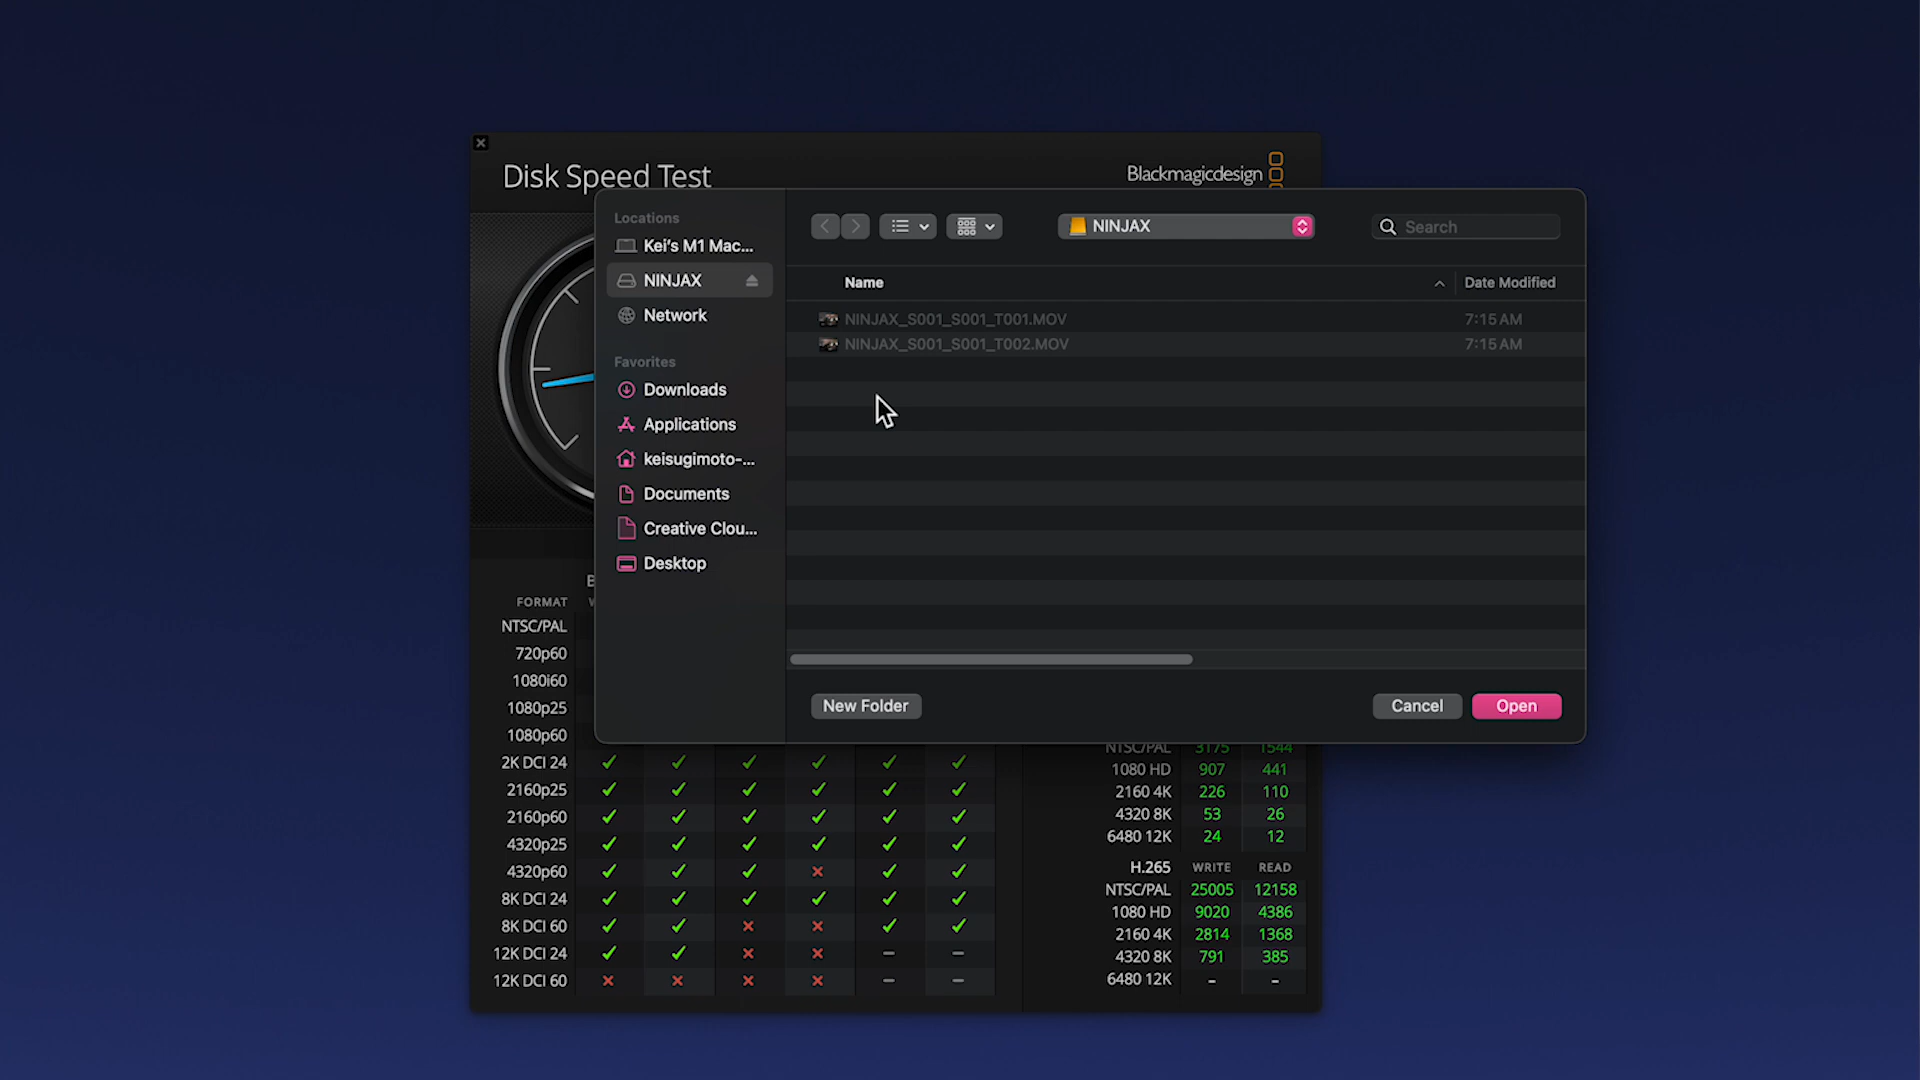 Disk Speed Test
Blackmagicdesign
Locations
Kei's M1 Mac...
NINJAX
Network
Favorites
Downloads
Applications
keisugimoto-...
Documents
Creative Clou...
Desktop
NINJAX
Search
Name
Date Modified
NINJAX_S001_S001_T001.MOV 7:15 AM
NINJAX_S001_S001_T002.MOV 7:15 AM
New Folder
Cancel
Open
FORMAT
NTSC/PAL
720p60
1080i60
1080p25
1080p60
2K DCI 24
2160p25
2160p60
4320p25
4320p60
8K DCI 24
8K DCI 60
12K DCI 24
12K DCI 60
NTSC/PAL 3175 1544
1080 HD 907 441
2160 4K 226 110
4320 8K 53 26
6480 12K 24 12
H.265 WRITE READ
NTSC/PAL 25005 12158
1080 HD 9020 4386
2160 4K 2814 1368
4320 8K 791 385
6480 12K - -